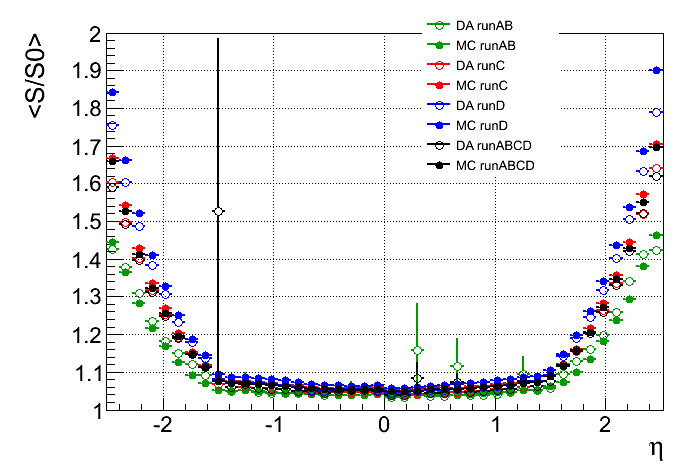 <S/S0>
2
1.9
1.8
1.7
1.6
1.5
1.4
1.3
1.2
1.1
1
DA runAB
MC runAB
DA runC
MC runC
DA runD
MC runD
DA runABCD
MC runABCD
-2 -1 0 1 2
η